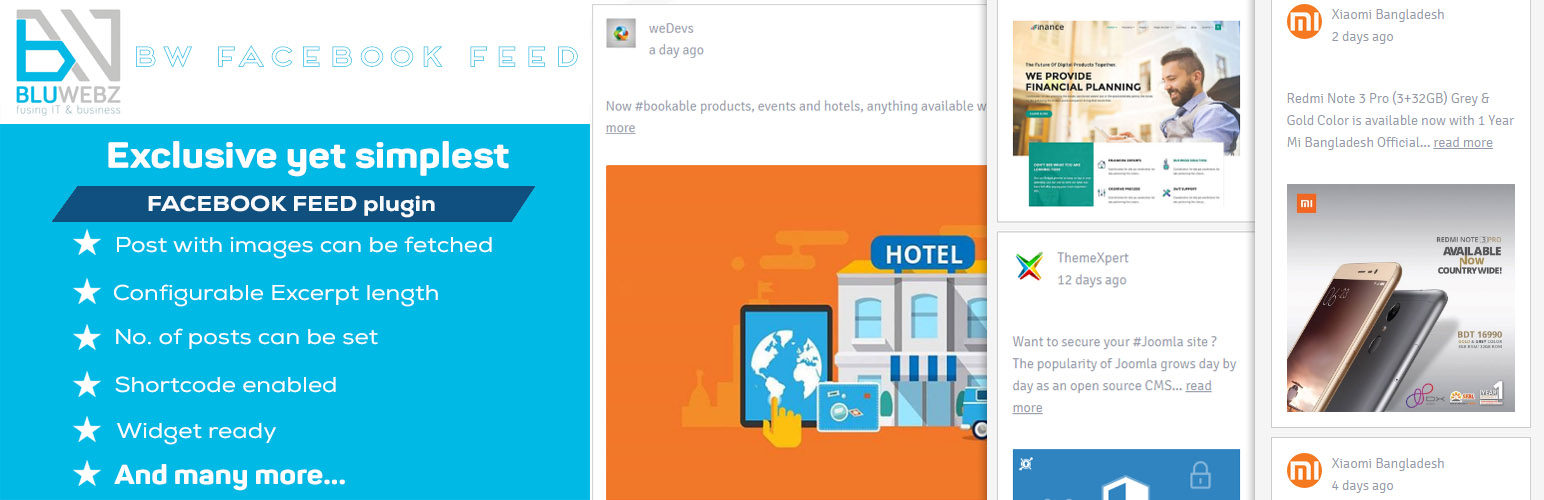 BLUWEBZ
fusing IT & business
BW FACEBOOK FEED
Exclusive yet simplest
FACEBOOK FEED plugin
Post with images can be fetched
Configurable Excerpt length
No. of posts can be set
Shortcode enabled
Widget ready
And many more...
weDevs
a day ago
Now #bookable products, events and hotels, anything available w
more
HOTEL
Finance
The Future Of Digital Products Together.
WE PROVIDE
FINANCIAL PLANNING
ThemeXpert
12 days ago
Want to secure your #Joomla site ?
The popularity of Joomla grows day by
day as an open source CMS... read
more
Xiaomi Bangladesh
2 days ago
Redmi Note 3 Pro (3+32GB) Grey &
Gold Color is available now with 1 Year
Mi Bangladesh Official... read more
REDMI NOTE 3 PRO
AVAILABLE
NOW
COUNTRYWIDE!
BDT 16990
Xiaomi Bangladesh
4 days ago